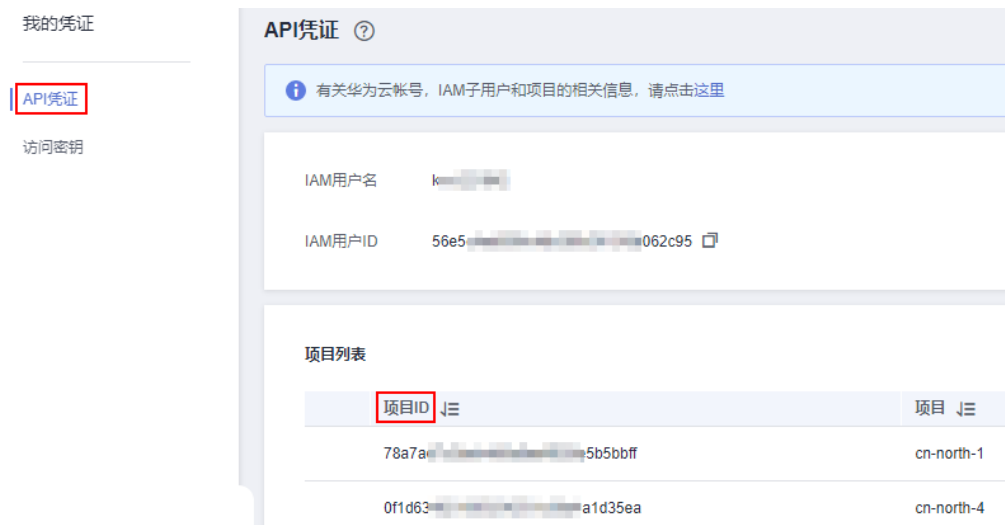 我的凭证
API凭证
访问密钥
API凭证
有关华为云帐号，IAM子用户和项目的相关信息，请点击这里
IAM用户名 k
IAM用户ID 56e5 062c95
项目列表
项目ID 项目
78a7a e5b5bbff cn-north-1
0f1d63 a1d35ea cn-north-4